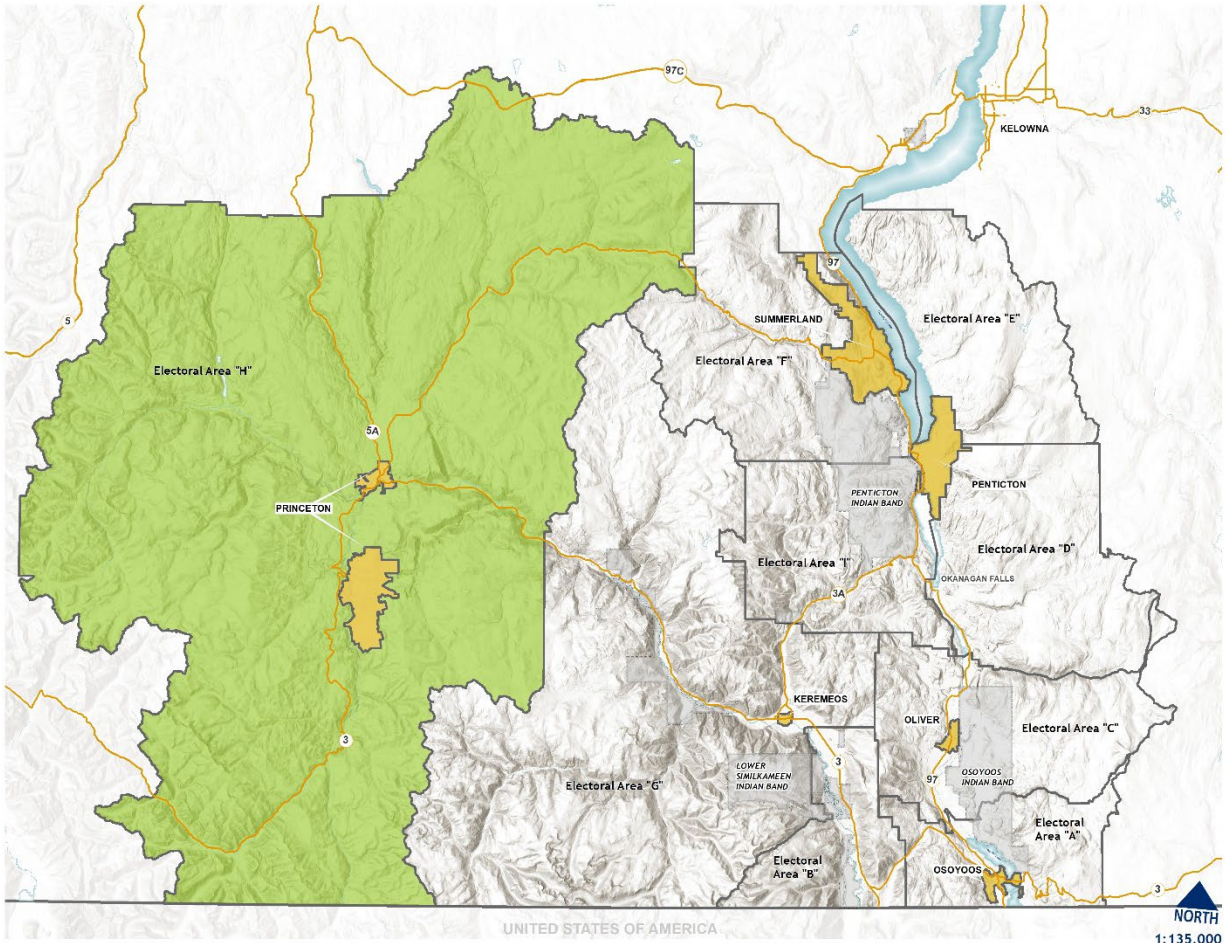 97C
33
KELOWNA
97
5
SUMMERLAND
Electoral Area "E"
Electoral Area "F"
Electoral Area "H"
5A
PENTICTON
PENTICTON
INDIAN BAND
PRINCETON
Electoral Area "I"
Electoral Area "D"
OKANAGAN FALLS
3A
KEREMEOS
OLIVER
Electoral Area "C"
3
3
LOWER
SIMILKAMEEN
INDIAN BAND
OSOYOOS
INDIAN BAND
97
Electoral Area "G"
Electoral
Area "A"
Electoral
Area "B"
OSOYOOS
3
NORTH
UNITED STATES OF AMERICA
1:135,000